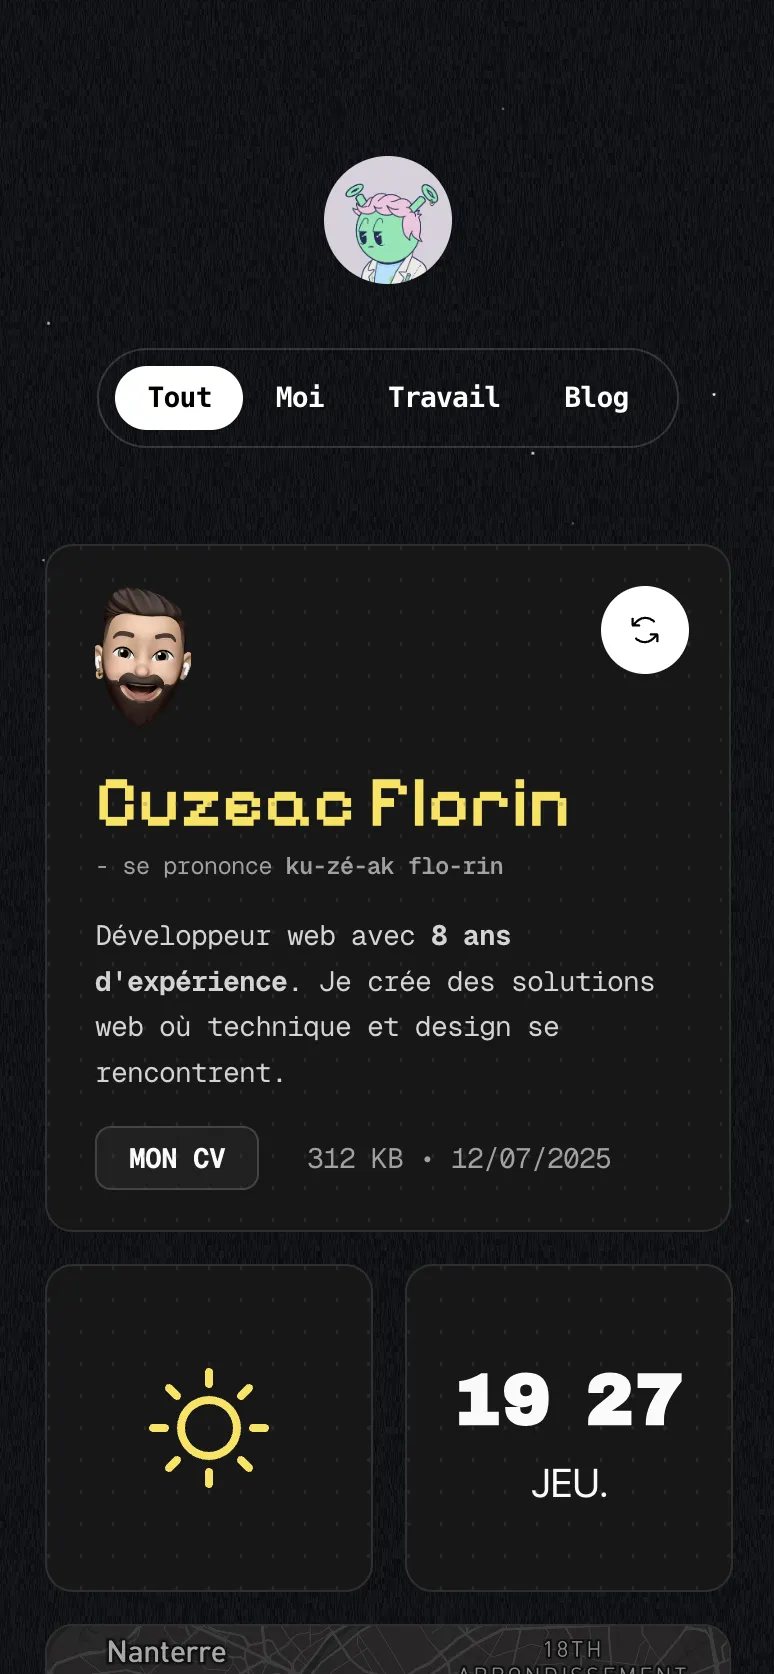 Tout Moi Travail Blog
Cuzeac Florin
- se prononce ku-zé-ak flo-rin
Développeur web avec 8 ans
d'expérience. Je crée des solutions
web où technique et design se
rencontrent.
MON CV 312 KB • 12/07/2025
19 27
JEU.
Nanterre
18TH
ARRONDISSEMENT